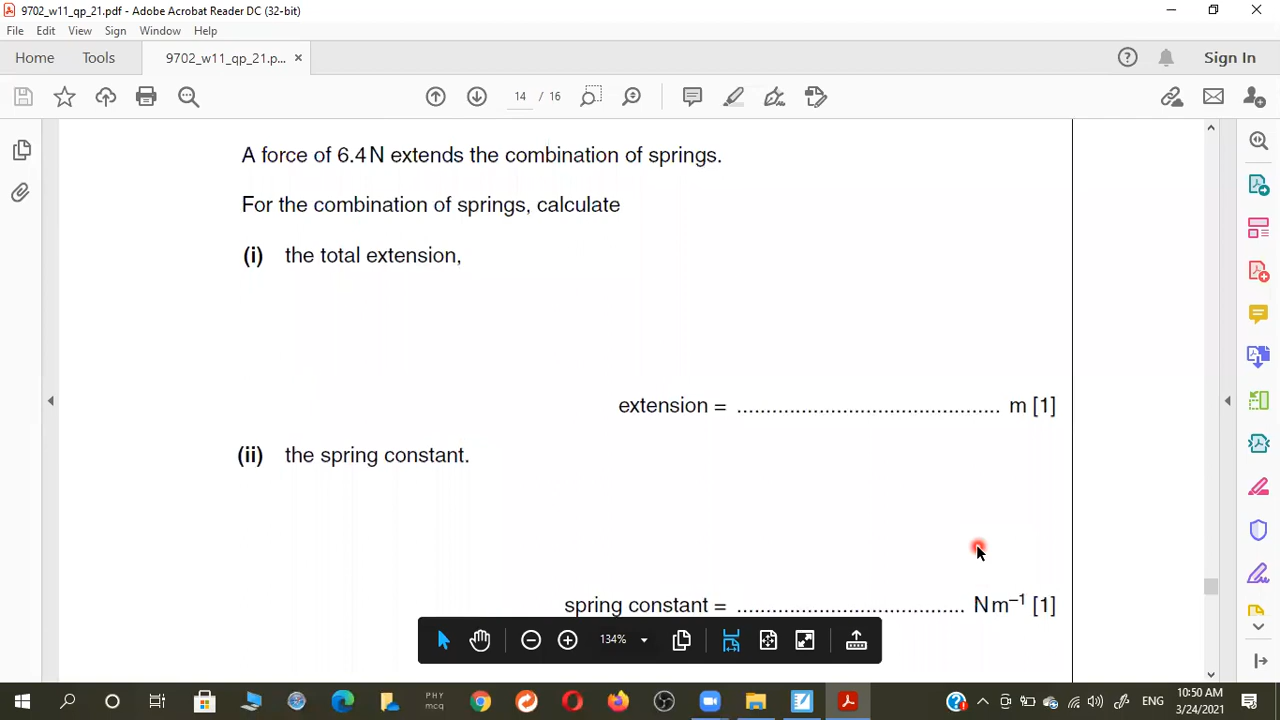 9702_w11_qp_21.pdf - Adobe Acrobat Reader DC (32-bit)
File Edit View Sign Window Help
Home Tools 9702_w11_qp_21.p... × Sign In
14 / 16
A force of 6.4 N extends the combination of springs.
For the combination of springs, calculate
(i) the total extension,
extension = ............................................. m [1]
(ii) the spring constant.
spring constant = ....................................... N m⁻¹ [1]
134%
PHY
mcq
ENG
10:50 AM
3/24/2021